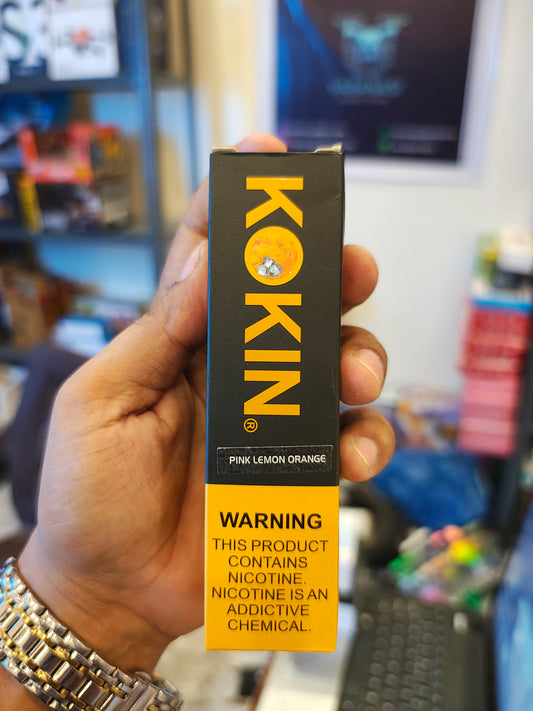 KOKIN®
PINK LEMON ORANGE
WARNING
THIS PRODUCT
CONTAINS
NICOTINE.
NICOTINE IS AN
ADDICTIVE
CHEMICAL.